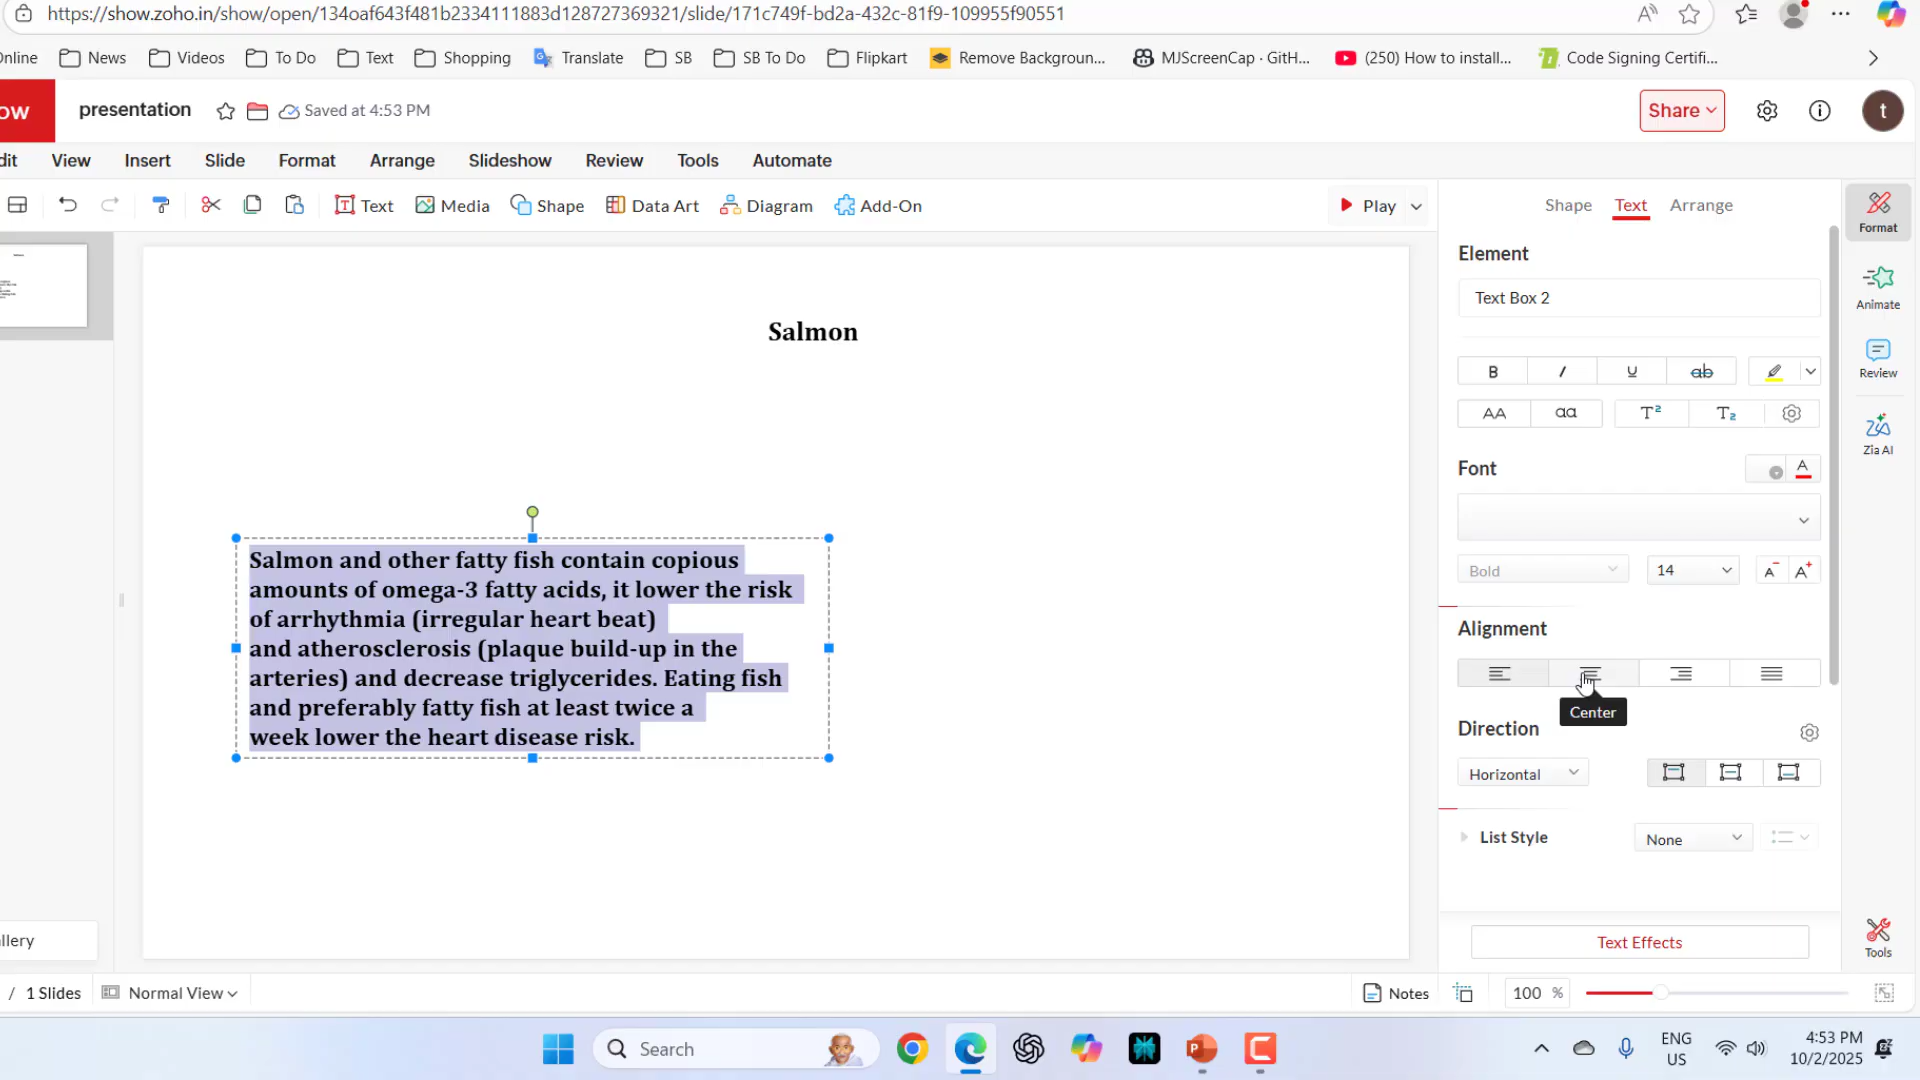 https://show.zoho.in/show/open/134oaf643f481b2334111883d128727369321/slide/171c749f-bd2a-432c-81f9-109955f90551
nline
News
Videos
To Do
Text
Shopping
Translate
SB
SB To Do
Flipkart
Remove Backgroun...
MJScreenCap · GitH...
(250) How to install...
Code Signing Certifi...
ow
presentation
Saved at 4:53 PM
Share
t
dit
View
Insert
Slide
Format
Arrange
Slideshow
Review
Tools
Automate
Text
Media
Shape
Data Art
Diagram
Add-On
Play
Shape
Text
Arrange
Format
Animate
Review
Zia AI
Tools
Element
Text Box 2
B
I
U
ab
AA
aa
T²
T₂
Font
A
Bold
14
A-
A+
Alignment
Center
Direction
Horizontal
List Style
None
Text Effects
Salmon
Salmon and other fatty fish contain copious
amounts of omega-3 fatty acids, it lower the risk
of arrhythmia (irregular heart beat)
and atherosclerosis (plaque build-up in the
arteries) and decrease triglycerides. Eating fish
and preferably fatty fish at least twice a
week lower the heart disease risk.
allery
/ 1 Slides
Normal View
Notes
100 %
Search
ENG
US
4:53 PM
10/2/2025